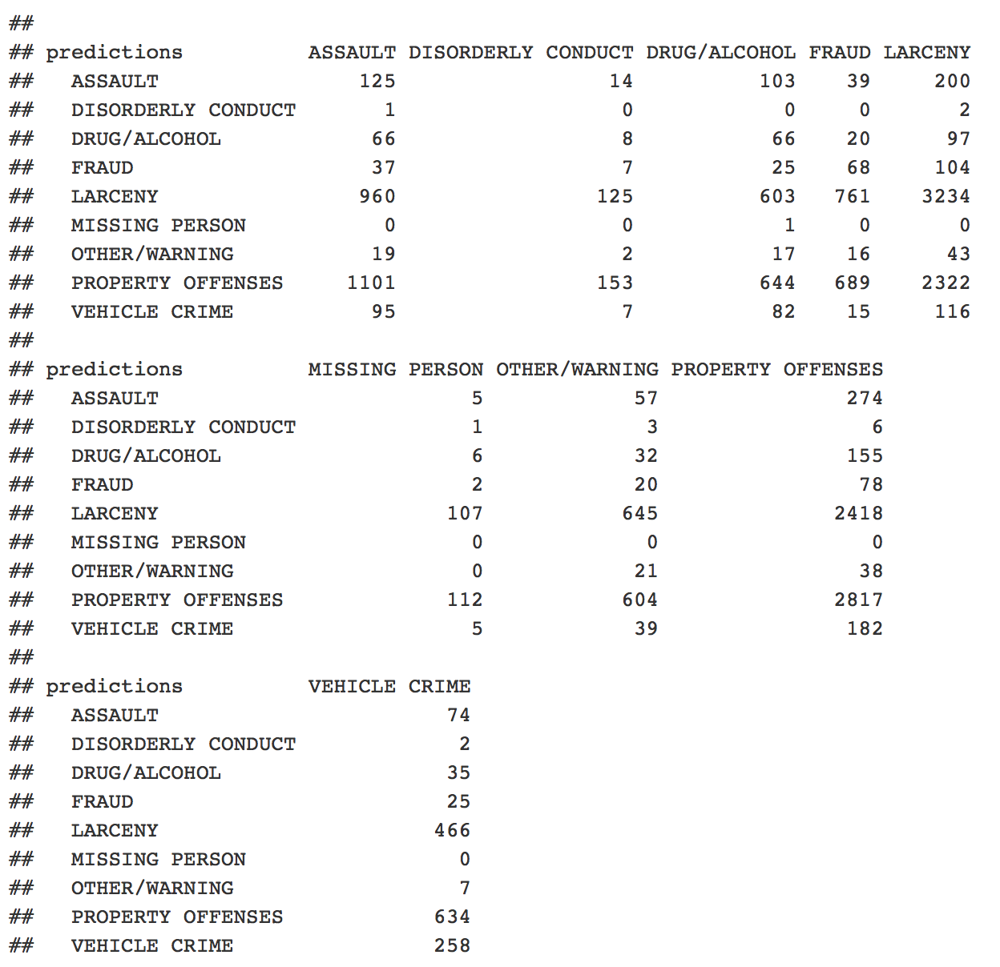 ##
## predictions          ASSAULT DISORDERLY CONDUCT DRUG/ALCOHOL FRAUD LARCENY
##   ASSAULT                125                 14          103    39     200
##   DISORDERLY CONDUCT       1                  0            0     0       2
##   DRUG/ALCOHOL            66                  8           66    20      97
##   FRAUD                   37                  7           25    68     104
##   LARCENY                960                125          603   761    3234
##   MISSING PERSON           0                  0            1     0       0
##   OTHER/WARNING           19                  2           17    16      43
##   PROPERTY OFFENSES     1101                153          644   689    2322
##   VEHICLE CRIME           95                  7           82    15     116
##
## predictions          MISSING PERSON OTHER/WARNING PROPERTY OFFENSES
##   ASSAULT                         5            57               274
##   DISORDERLY CONDUCT              1             3                 6
##   DRUG/ALCOHOL                    6            32               155
##   FRAUD                           2            20                78
##   LARCENY                       107           645              2418
##   MISSING PERSON                  0             0                 0
##   OTHER/WARNING                   0            21                38
##   PROPERTY OFFENSES             112           604              2817
##   VEHICLE CRIME                   5            39               182
##
## predictions          VEHICLE CRIME
##   ASSAULT                       74
##   DISORDERLY CONDUCT             2
##   DRUG/ALCOHOL                  35
##   FRAUD                         25
##   LARCENY                      466
##   MISSING PERSON                 0
##   OTHER/WARNING                  7
##   PROPERTY OFFENSES            634
##   VEHICLE CRIME                258